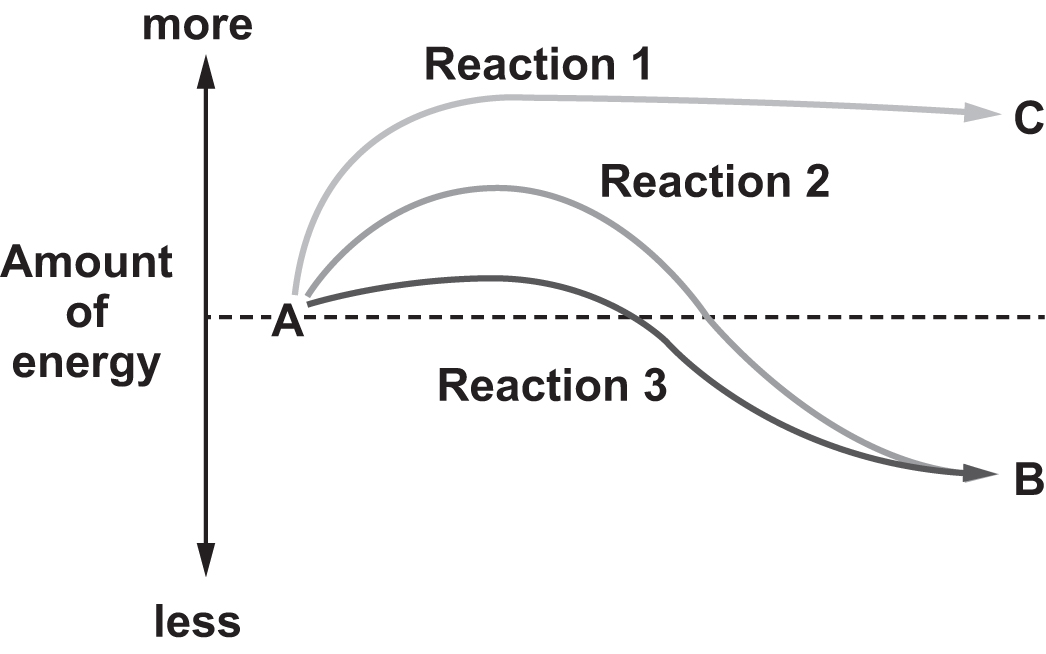 more
Reaction 1
C
Reaction 2
Amount
of
energy
A
Reaction 3
B
less